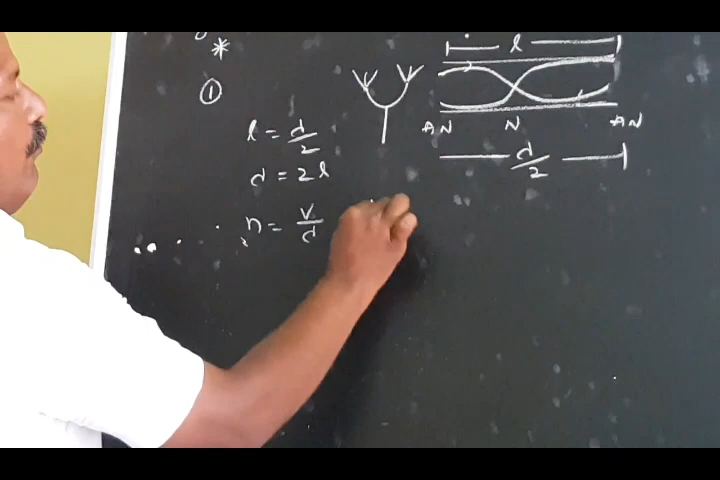 *
l
①
AN N AN
l = λ/2
λ/2
λ = 2l
n = v/λ